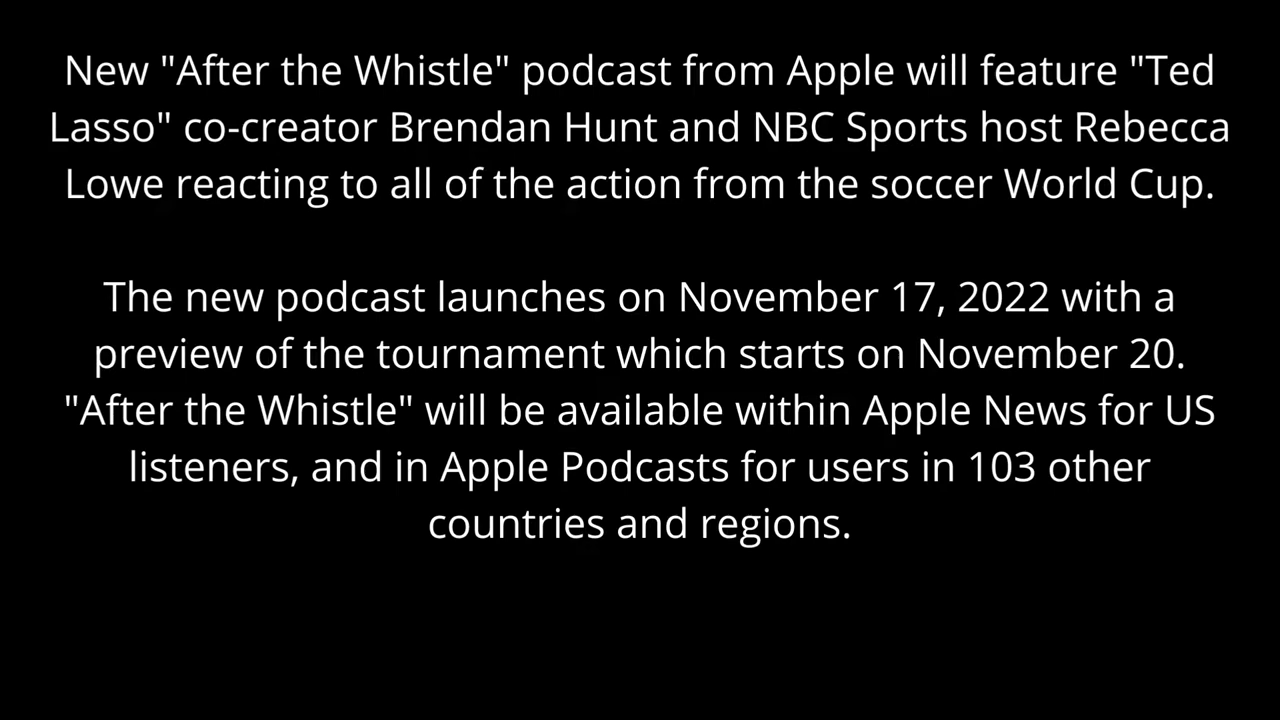 New "After the Whistle" podcast from Apple will feature "Ted
Lasso" co-creator Brendan Hunt and NBC Sports host Rebecca
Lowe reacting to all of the action from the soccer World Cup.
The new podcast launches on November 17, 2022 with a
preview of the tournament which starts on November 20.
"After the Whistle" will be available within Apple News for US
listeners, and in Apple Podcasts for users in 103 other
countries and regions.